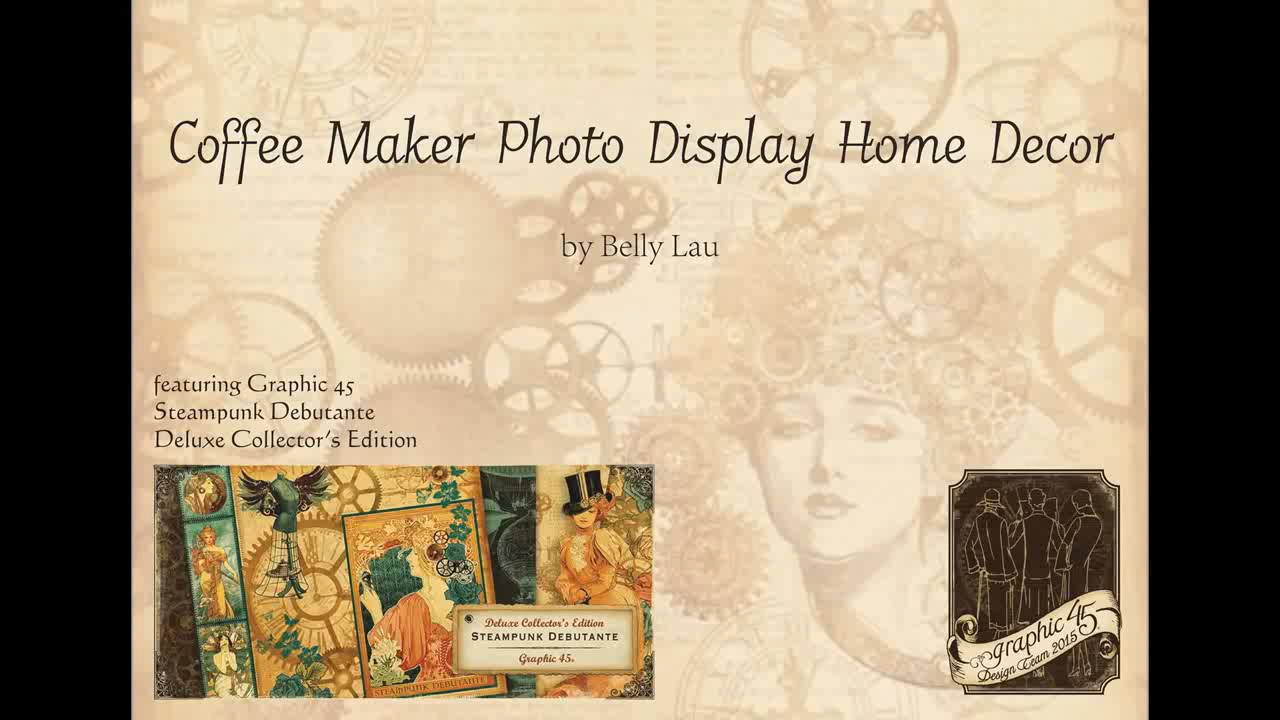 Coffee Maker Photo Display Home Decor
by Belly Lau
featuring Graphic 45
Steampunk Debutante
Deluxe Collector's Edition
Deluxe Collector's Edition
STEAMPUNK DEBUTANTE
Graphic 45®
STEAMPUNK DEBUTANTE
graphic 45
Design Team 2015